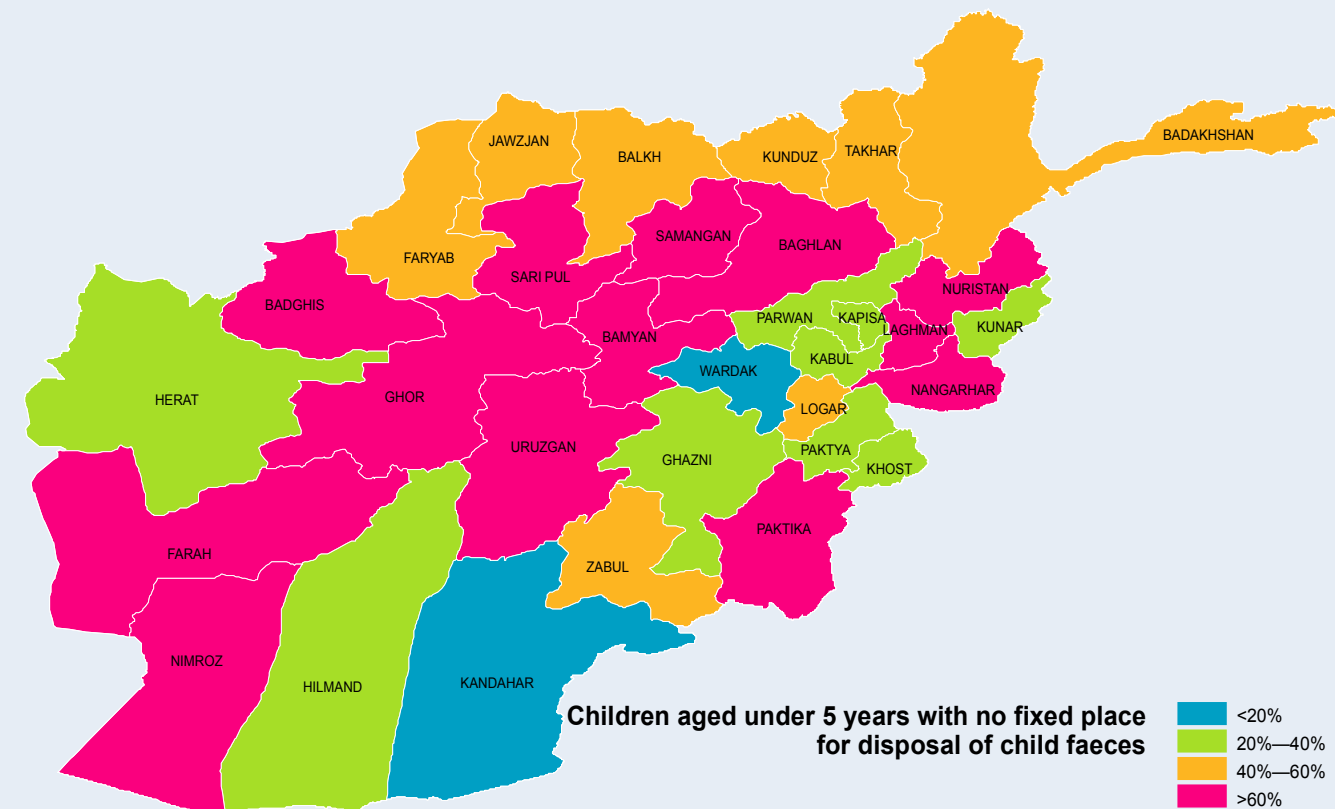 BADAKHSHAN
JAWZJAN
BALKH
KUNDUZ
TAKHAR
SAMANGAN
BAGHLAN
FARYAB
SARI PUL
NURISTAN
BADGHIS
PARWAN
KAPISA
KUNAR
LAGHMAN
BAMYAN
KABUL
WARDAK
NANGARHAR
HERAT
GHOR
LOGAR
URUZGAN
GHAZNI
PAKTYA
KHOST
PAKTIKA
FARAH
ZABUL
NIMROZ
HILMAND
KANDAHAR
Children aged under 5 years with no fixed place
for disposal of child faeces
<20%
20%—40%
40%—60%
>60%